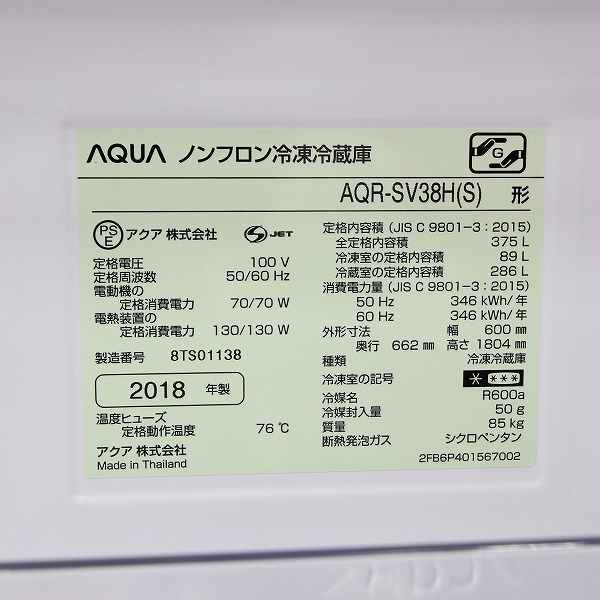 AQUA ノンフロン冷凍冷蔵庫
G
AQR-SV38H(S) 形
PS
E アクア 株式会社 S JET
定格電圧 100 V
定格周波数 50/60 Hz
電動機の
定格消費電力 70/70 W
電熱装置の
定格消費電力 130/130 W
製造番号 8TS01138
2018 年製
温度ヒューズ
定格動作温度 76 ℃
アクア 株式会社
Made in Thailand
定格内容積 (JIS C 9801-3 : 2015)
全定格内容積 375 L
冷凍室の定格内容積 89 L
冷蔵室の定格内容積 286 L
消費電力量 (JIS C 9801-3 : 2015)
50 Hz 346 kWh/年
60 Hz 346 kWh/年
外形寸法 幅 600 ㎜
奥行 662 ㎜ 高さ 1804 ㎜
種類 冷凍冷蔵庫
冷凍室の記号 * ***
冷媒名 R600a
冷媒封入量 50 g
質量 85 kg
断熱発泡ガス シクロペンタン
2FB6P401567002